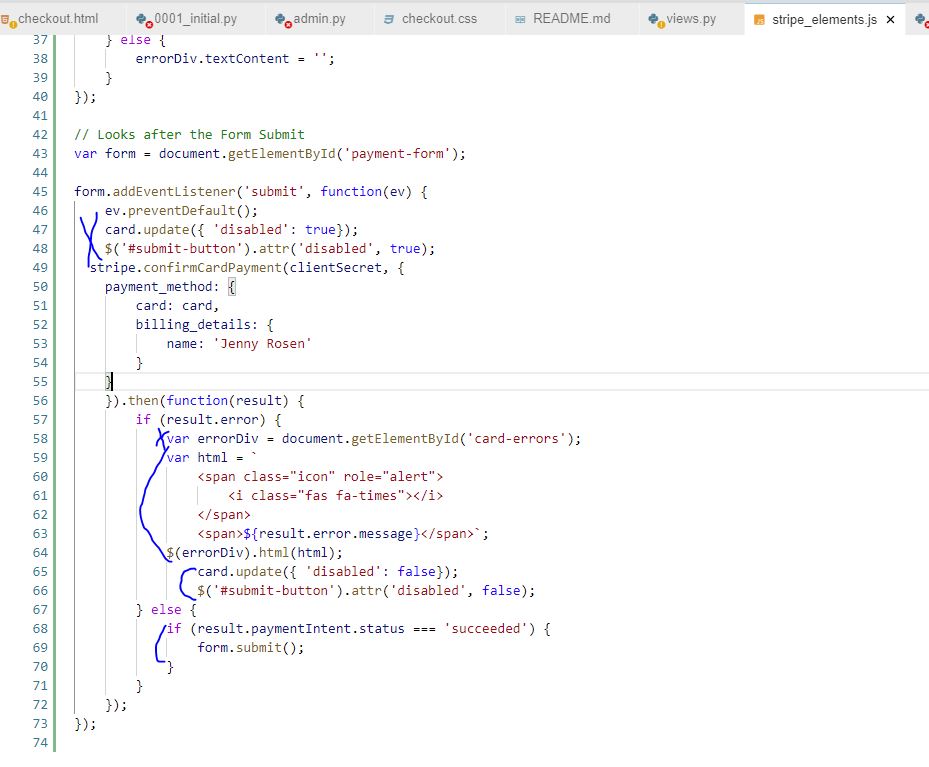 checkout.html 0001_initial.py admin.py checkout.css README.md views.py stripe_elements.js ×
37 } else {
38 errorDiv.textContent = '';
39 }
40 });
41
42 // Looks after the Form Submit
43 var form = document.getElementById('payment-form');
44
45 form.addEventListener('submit', function(ev) {
46 ev.preventDefault();
47 card.update({ 'disabled': true});
48 $('#submit-button').attr('disabled', true);
49 stripe.confirmCardPayment(clientSecret, {
50 payment_method: {
51 card: card,
52 billing_details: {
53 name: 'Jenny Rosen'
54 }
55 }
56 }).then(function(result) {
57 if (result.error) {
58 var errorDiv = document.getElementById('card-errors');
59 var html = `
60 <span class="icon" role="alert">
61 <i class="fas fa-times"></i>
62 </span>
63 <span>${result.error.message}</span>`;
64 $(errorDiv).html(html);
65 card.update({ 'disabled': false});
66 $('#submit-button').attr('disabled', false);
67 } else {
68 if (result.paymentIntent.status === 'succeeded') {
69 form.submit();
70 }
71 }
72 });
73 });
74